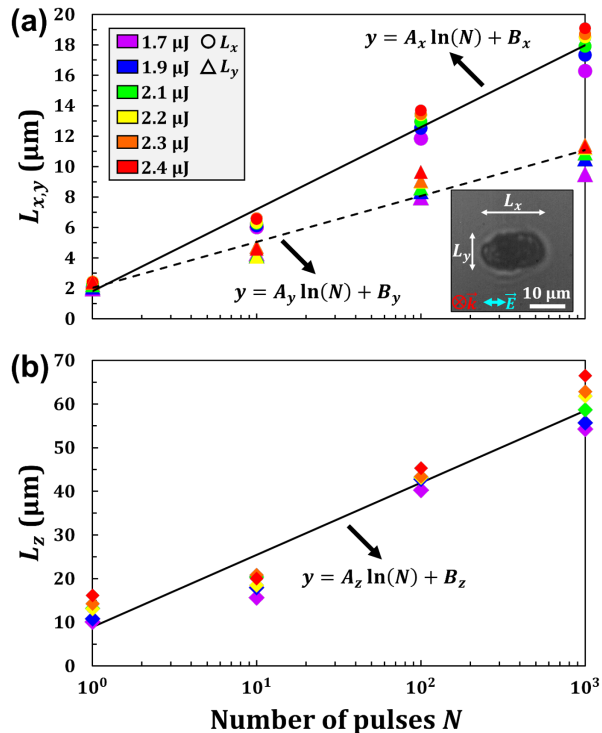 (a)
20
18
16
14
12
10
8
6
4
2
0
L_{x,y} (μm)
1.7 μJ ● L_x
1.9 μJ △ L_y
2.1 μJ
2.2 μJ
2.3 μJ
2.4 μJ
y = A_x ln(N) + B_x
y = A_y ln(N) + B_y
L_x
L_y
⊗k⃗ ↔E⃗
10 μm
(b)
70
60
50
40
30
20
10
0
L_z (μm)
y = A_z ln(N) + B_z
10^0 10^1 10^2 10^3
Number of pulses N